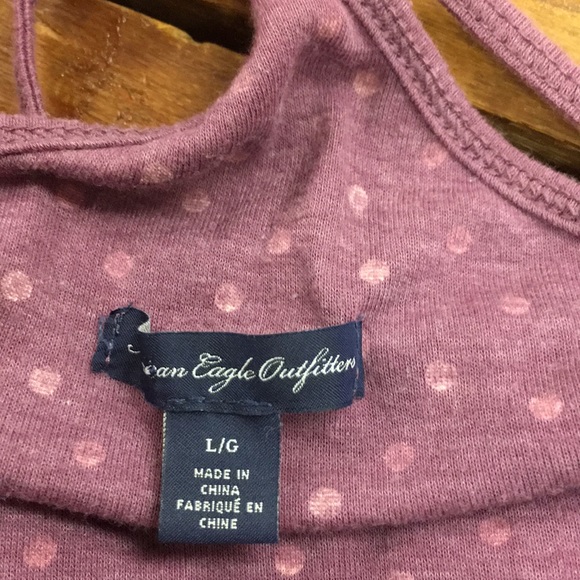 Eagle Outfitters
L/G
MADE IN
CHINA
FABRIQUÉ EN
CHINE